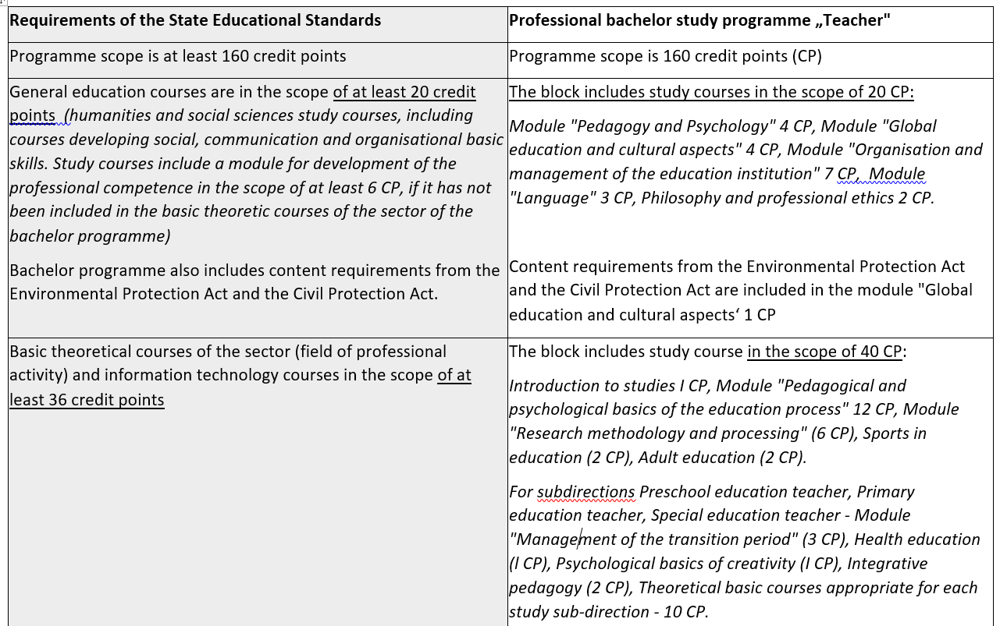 Requirements of the State Educational Standards
Professional bachelor study programme „Teacher"
Programme scope is at least 160 credit points
Programme scope is 160 credit points (CP)
General education courses are in the scope of at least 20 credit
points  (humanities and social sciences study courses, including
courses developing social, communication and organisational basic
skills. Study courses include a module for development of the
professional competence in the scope of at least 6 CP, if it has not
been included in the basic theoretic courses of the sector of the
bachelor programme)
Bachelor programme also includes content requirements from the
Environmental Protection Act and the Civil Protection Act.
The block includes study courses in the scope of 20 CP:
Module "Pedagogy and Psychology" 4 CP, Module "Global
education and cultural aspects" 4 CP, Module "Organisation and
management of the education institution" 7 CP,  Module
"Language" 3 CP, Philosophy and professional ethics 2 CP.
Content requirements from the Environmental Protection Act
and the Civil Protection Act are included in the module "Global
education and cultural aspects‘ 1 CP
Basic theoretical courses of the sector (field of professional
activity) and information technology courses in the scope of at
least 36 credit points
The block includes study course in the scope of 40 CP:
Introduction to studies I CP, Module "Pedagogical and
psychological basics of the education process" 12 CP, Module
"Research methodology and processing" (6 CP), Sports in
education (2 CP), Adult education (2 CP).
For subdirections Preschool education teacher, Primary
education teacher, Special education teacher - Module
"Management of the transition period" (3 CP), Health education
(l CP), Psychological basics of creativity (I CP), Integrative
pedagogy (2 CP), Theoretical basic courses appropriate for each
study sub-direction - 10 CP.